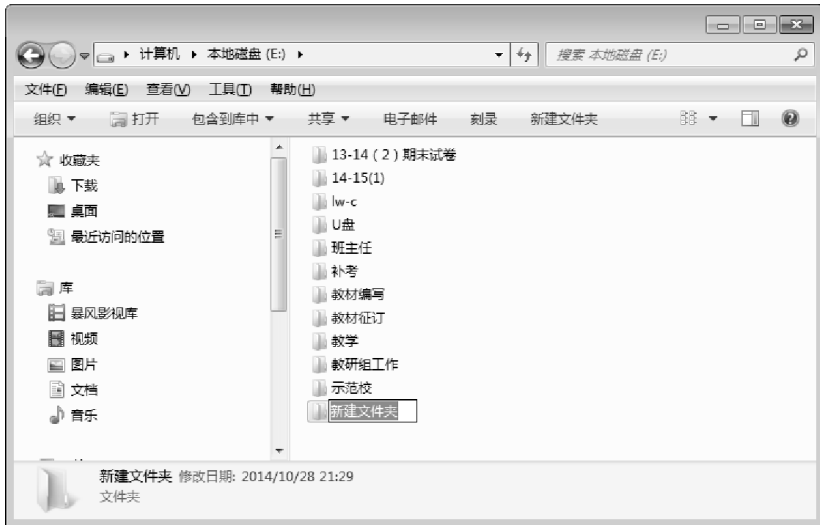 计算机 本地磁盘 (E:)
搜索 本地磁盘 (E:)
文件(F) 编辑(E) 查看(V) 工具(T) 帮助(H)
组织 打开 包含到库中 共享 电子邮件 刻录 新建文件夹
收藏夹
下载
桌面
最近访问的位置
库
暴风影视库
视频
图片
文档
音乐
13-14（2）期末试卷
14-15(1)
lw-c
U盘
班主任
补考
教材编写
教材征订
教学
教研组工作
示范校
新建文件夹
新建文件夹 修改日期: 2014/10/28 21:29
文件夹